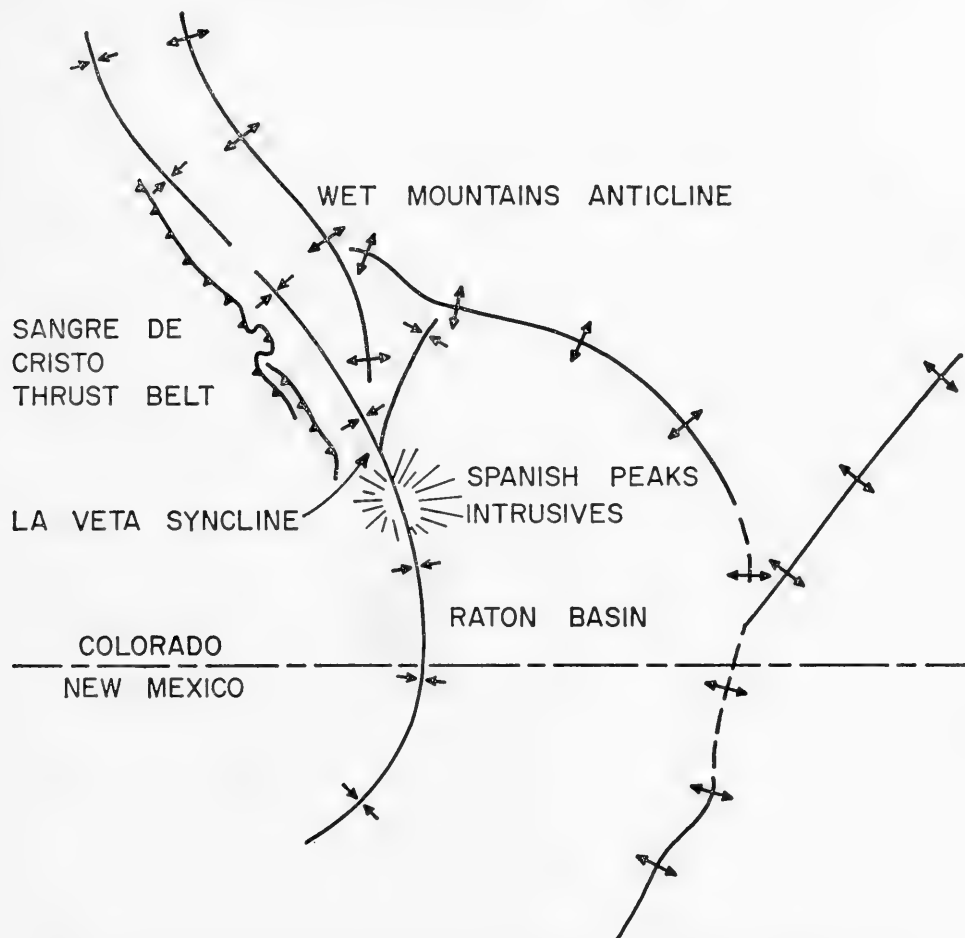 WET MOUNTAINS ANTICLINE
SANGRE DE
CRISTO
THRUST BELT
SPANISH PEAKS
INTRUSIVES
LA VETA SYNCLINE
RATON BASIN
COLORADO
NEW MEXICO